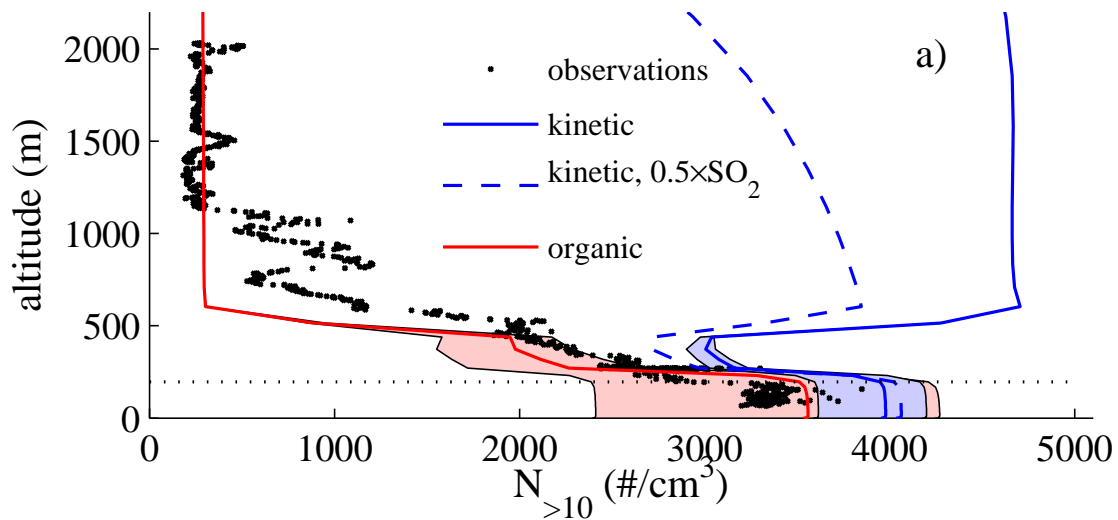 2000
1500
1000
500
0
altitude (m)
a)
observations
kinetic
kinetic, 0.5×SO₂
organic
0 1000 2000 3000 4000 5000
N>10 (#/cm³)